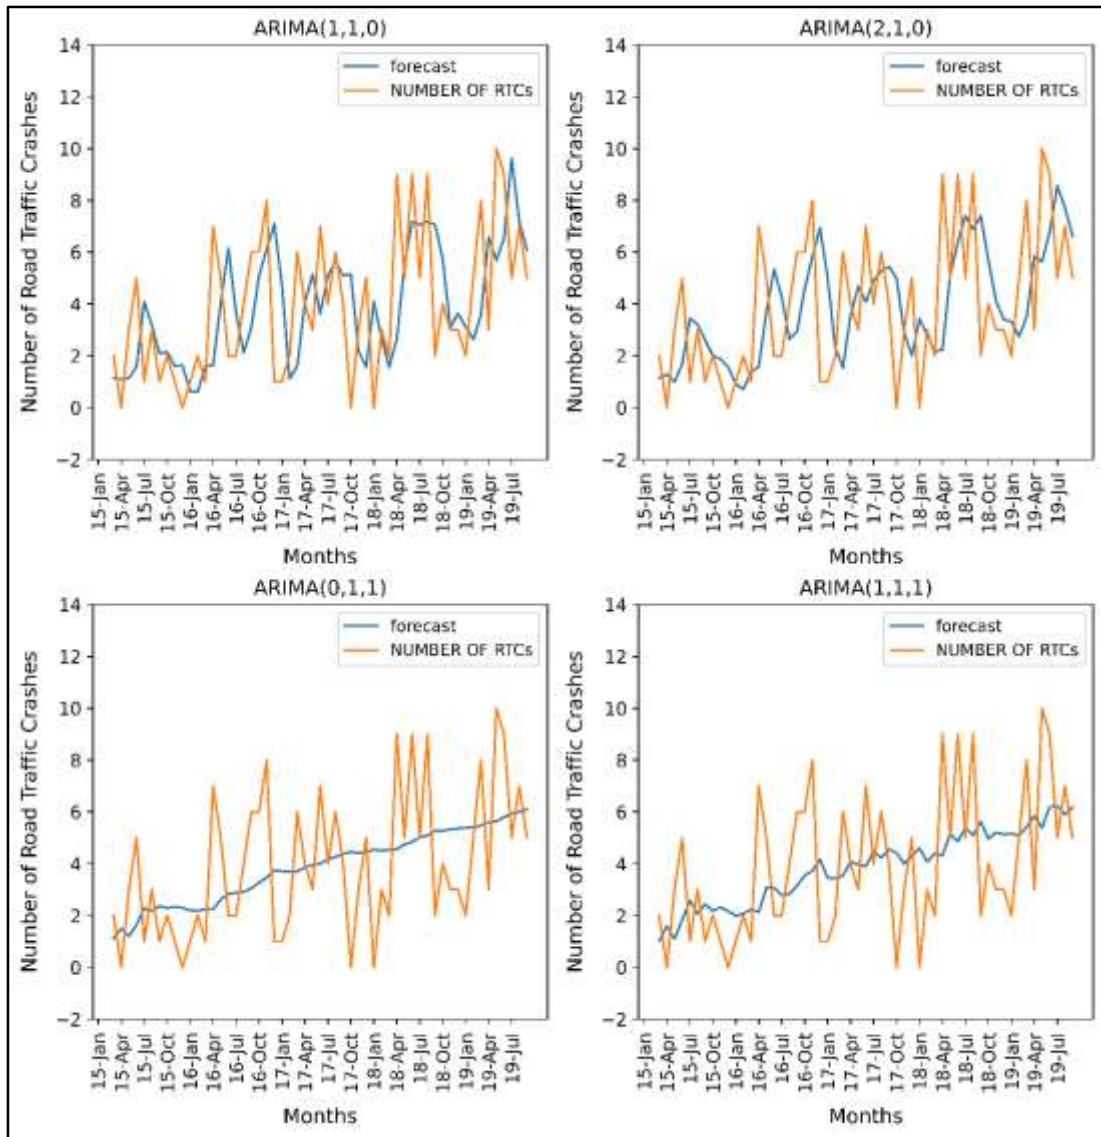 ARIMA(1,1,0)
14
12
10
8
6
4
2
0
−2
Number of Road Traffic Crashes
forecast
NUMBER OF RTCs
15-Jan
15-Apr
15-Jul
15-Oct
16-Jan
16-Apr
16-Jul
16-Oct
17-Jan
17-Apr
17-Jul
17-Oct
18-Jan
18-Apr
18-Jul
18-Oct
19-Jan
19-Apr
19-Jul
Months
ARIMA(2,1,0)
14
12
10
8
6
4
2
0
−2
Number of Road Traffic Crashes
forecast
NUMBER OF RTCs
15-Jan
15-Apr
15-Jul
15-Oct
16-Jan
16-Apr
16-Jul
16-Oct
17-Jan
17-Apr
17-Jul
17-Oct
18-Jan
18-Apr
18-Jul
18-Oct
19-Jan
19-Apr
19-Jul
Months
ARIMA(0,1,1)
14
12
10
8
6
4
2
0
−2
Number of Road Traffic Crashes
forecast
NUMBER OF RTCs
15-Jan
15-Apr
15-Jul
15-Oct
16-Jan
16-Apr
16-Jul
16-Oct
17-Jan
17-Apr
17-Jul
17-Oct
18-Jan
18-Apr
18-Jul
18-Oct
19-Jan
19-Apr
19-Jul
Months
ARIMA(1,1,1)
14
12
10
8
6
4
2
0
−2
Number of Road Traffic Crashes
forecast
NUMBER OF RTCs
15-Jan
15-Apr
15-Jul
15-Oct
16-Jan
16-Apr
16-Jul
16-Oct
17-Jan
17-Apr
17-Jul
17-Oct
18-Jan
18-Apr
18-Jul
18-Oct
19-Jan
19-Apr
19-Jul
Months